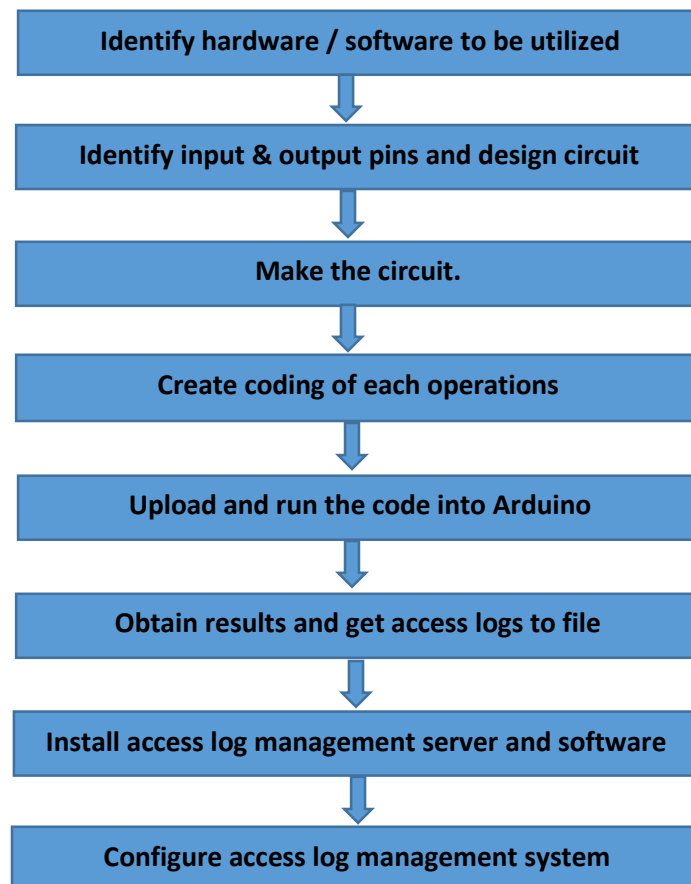 Identify hardware / software to be utilized
Identify input & output pins and design circuit
Make the circuit.
Create coding of each operations
Upload and run the code into Arduino
Obtain results and get access logs to file
Install access log management server and software
Configure access log management system